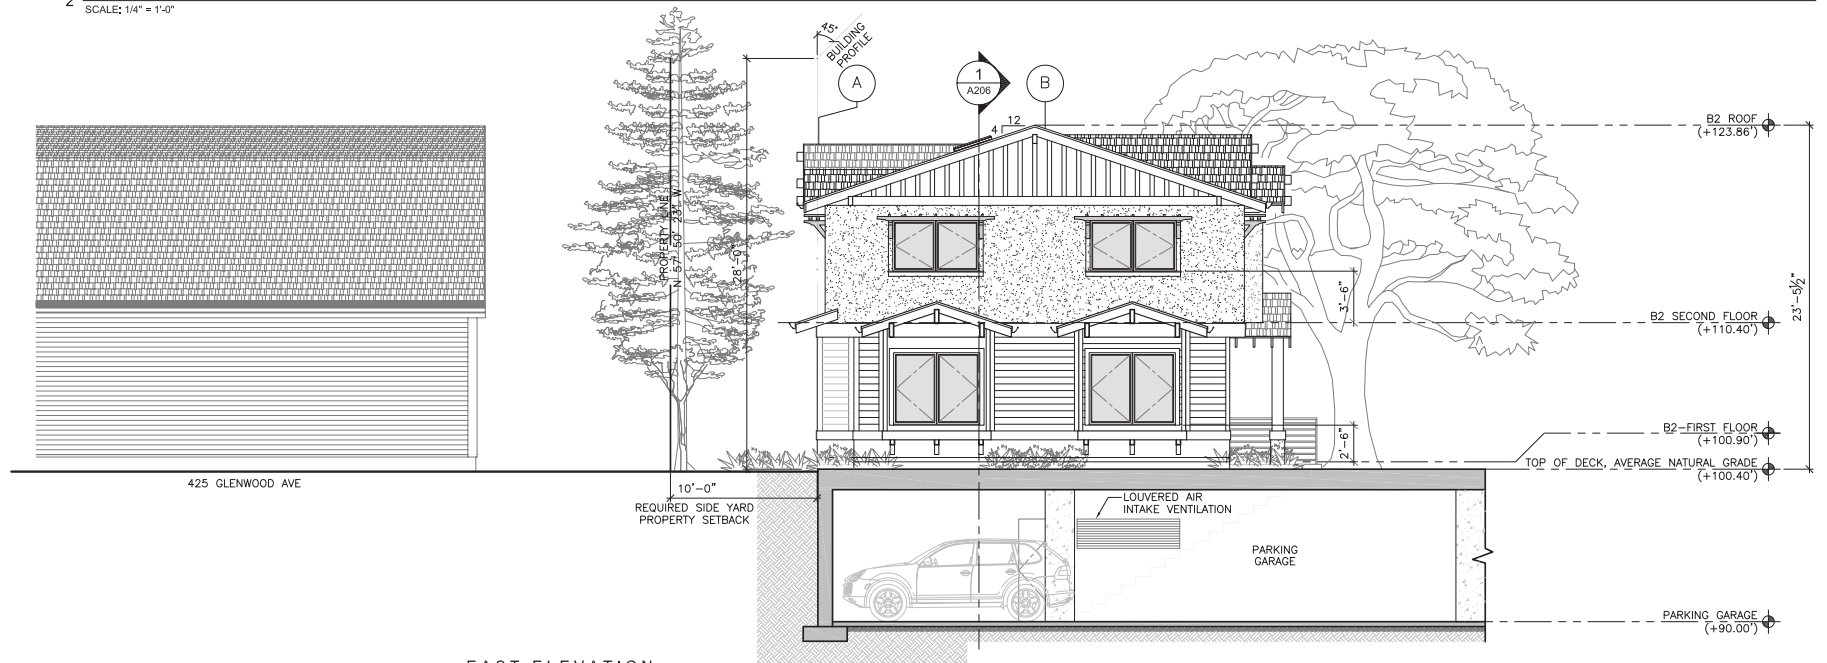 2
SCALE: 1/4" = 1'-0"
45°
BUILDING
PROFILE
A
1
A206
B
12
4
B2 ROOF
(+123.86')
PROPERTY LINE
N 57° 50' 23" W
28'-0"
3'-6"
23'-5½"
B2 SECOND FLOOR
(+110.40')
2'-6"
B2-FIRST FLOOR
(+100.90')
TOP OF DECK, AVERAGE NATURAL GRADE
(+100.40')
425 GLENWOOD AVE
10'-0"
REQUIRED SIDE YARD
PROPERTY SETBACK
LOUVERED AIR
INTAKE VENTILATION
PARKING
GARAGE
PARKING GARAGE
(+90.00')
EAST ELEVATION